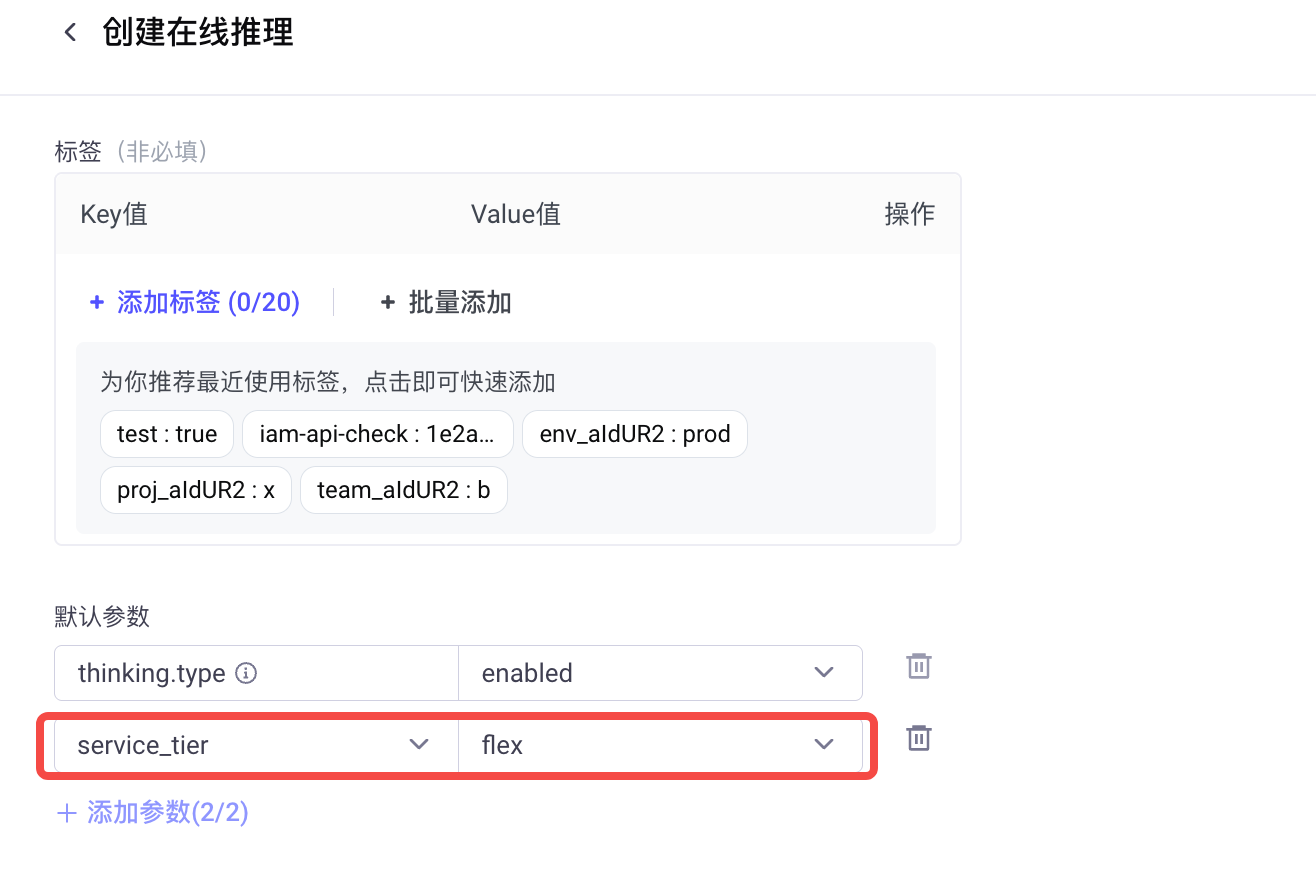 创建在线推理
标签（非必填）
Key值 Value值 操作
+ 添加标签 (0/20) + 批量添加
为你推荐最近使用标签，点击即可快速添加
test : true iam-api-check : 1e2a... env_aIdUR2 : prod
proj_aIdUR2 : x team_aIdUR2 : b
默认参数
thinking.type enabled
service_tier flex
+ 添加参数(2/2)